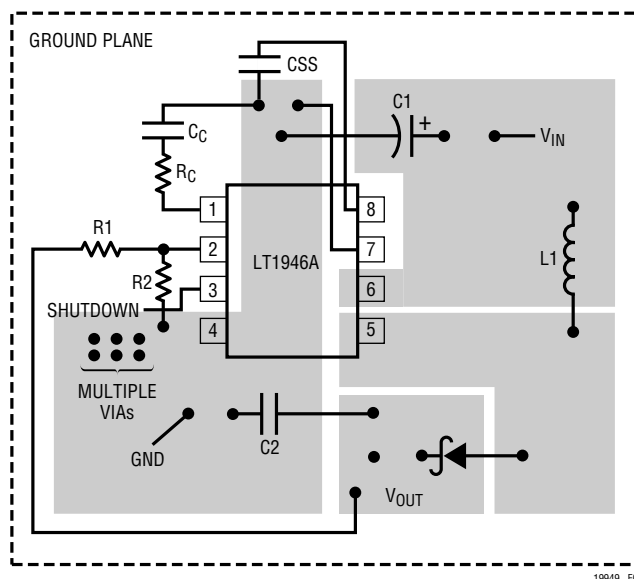 GROUND PLANE
CSS
C1
+
CC
VIN
RC
1
8
R1
2
7
LT1946A
L1
R2
3
6
SHUTDOWN
4
5
MULTIPLE
VIAs
C2
GND
VOUT